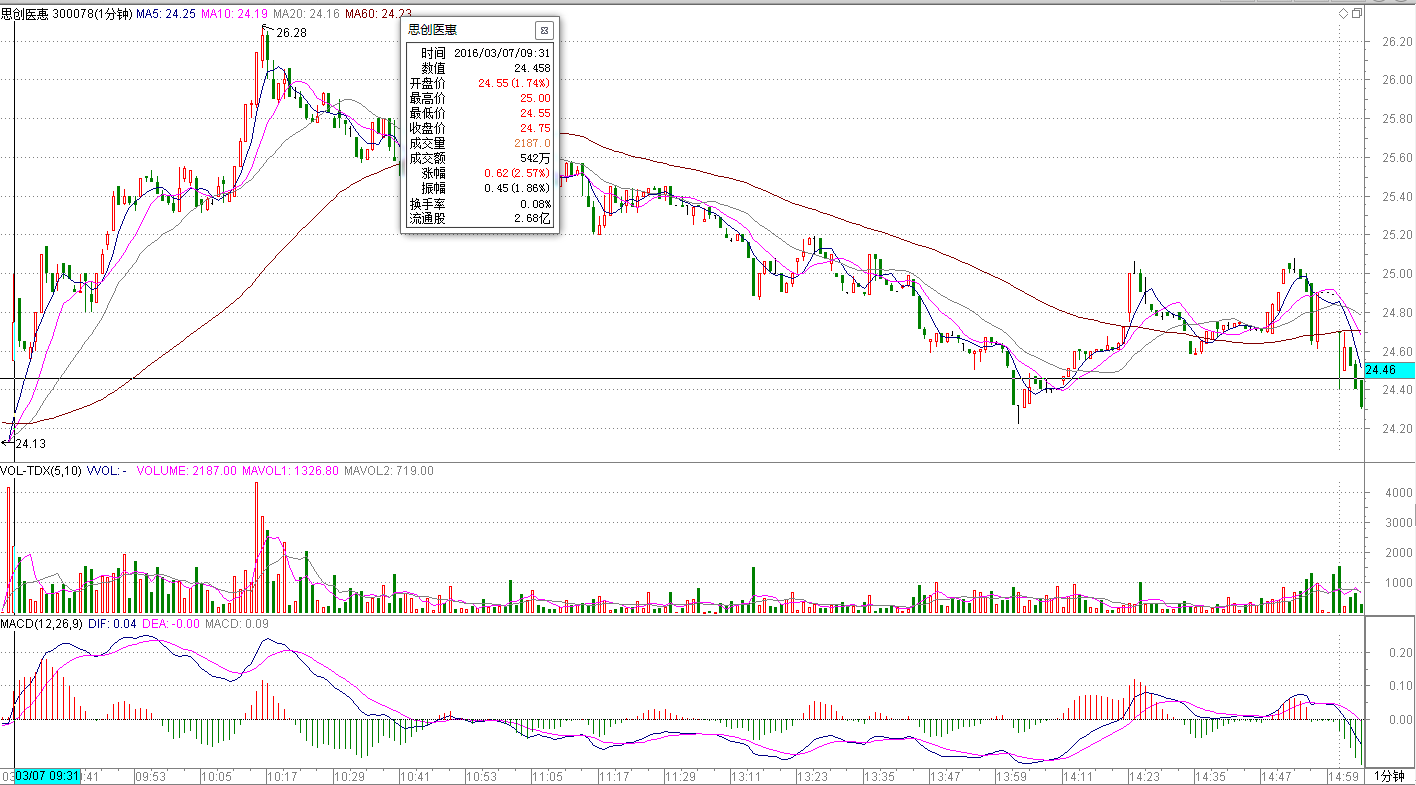 思创医惠 300078(1分钟) MA5: 24.25 MA10: 24.19 MA20: 24.16 MA60: 24.23
26.28
24.13
思创医惠
时间 2016/03/07/09:31
数值 24.458
开盘价 24.55(1.74%)
最高价 25.00
最低价 24.55
收盘价 24.75
成交量 2187.0
成交额 542万
涨幅 0.62(2.57%)
振幅 0.45(1.86%)
换手率 0.08%
流通股 2.68亿
26.20
26.00
25.80
25.60
25.40
25.20
25.00
24.80
24.60
24.46
24.40
24.20
VOL-TDX(5,10) VVOL: - VOLUME: 2187.00 MAVOL1: 1326.80 MAVOL2: 719.00
4000
3000
2000
1000
MACD(12,26,9) DIF: 0.04 DEA: -0.00 MACD: 0.09
0.20
0.10
0.00
03/07 09:31 :41 09:53 10:05 10:17 10:29 10:41 10:53 11:05 11:17 11:29 13:11 13:23 13:35 13:47 13:59 14:11 14:23 14:35 14:47 14:59 1分钟